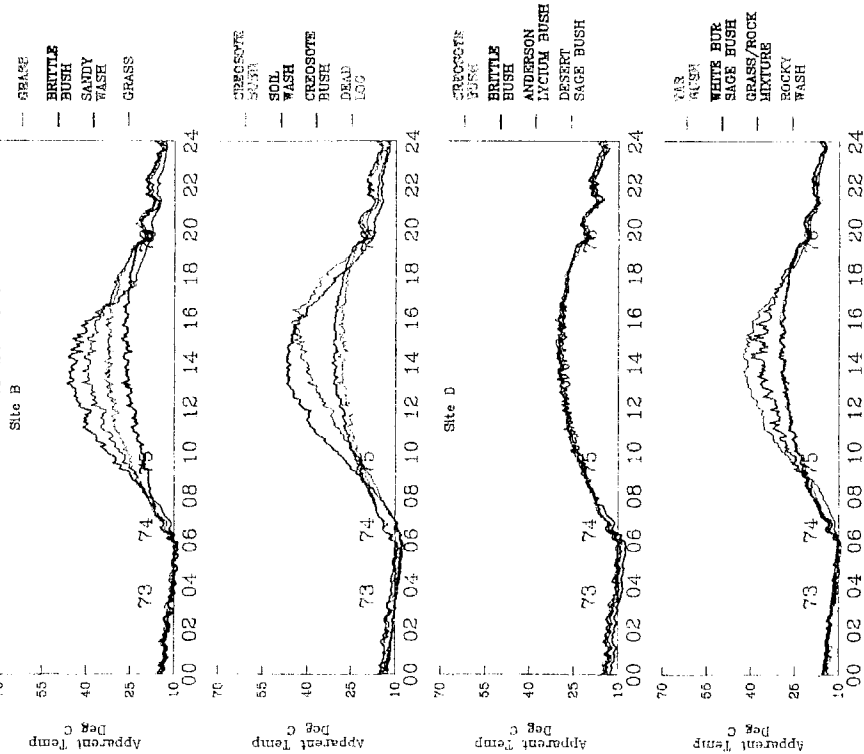 Site B
70
55
40
25
10
Apparent Temp
Deg C
73
74
75
76
00 02 04 06 08 10 12 14 16 18 20 22 24
GRASS
BRITTLE
BUSH
SANDY
WASH
GRASS
70
55
40
25
10
Apparent Temp
Deg C
73
74
75
76
00 02 04 06 08 10 12 14 16 18 20 22 24
CREOSOTE
BUSH
SOIL
WASH
CREOSOTE
BUSH
DEAD
LOG
Site D
70
55
40
25
10
Apparent Temp
Deg C
73
74
75
76
00 02 04 06 08 10 12 14 16 18 20 22 24
CREOSOTE
BUSH
BRITTLE
BUSH
ANDERSON
LYCIUM BUSH
DESERT
SAGE BUSH
70
55
40
25
10
Apparent Temp
Deg C
73
74
75
76
00 02 04 06 08 10 12 14 16 18 20 22 24
TAR
BUSH
WHITE BUR
SAGE BUSH
GRASS/ROCK
MIXTURE
ROCKY
WASH